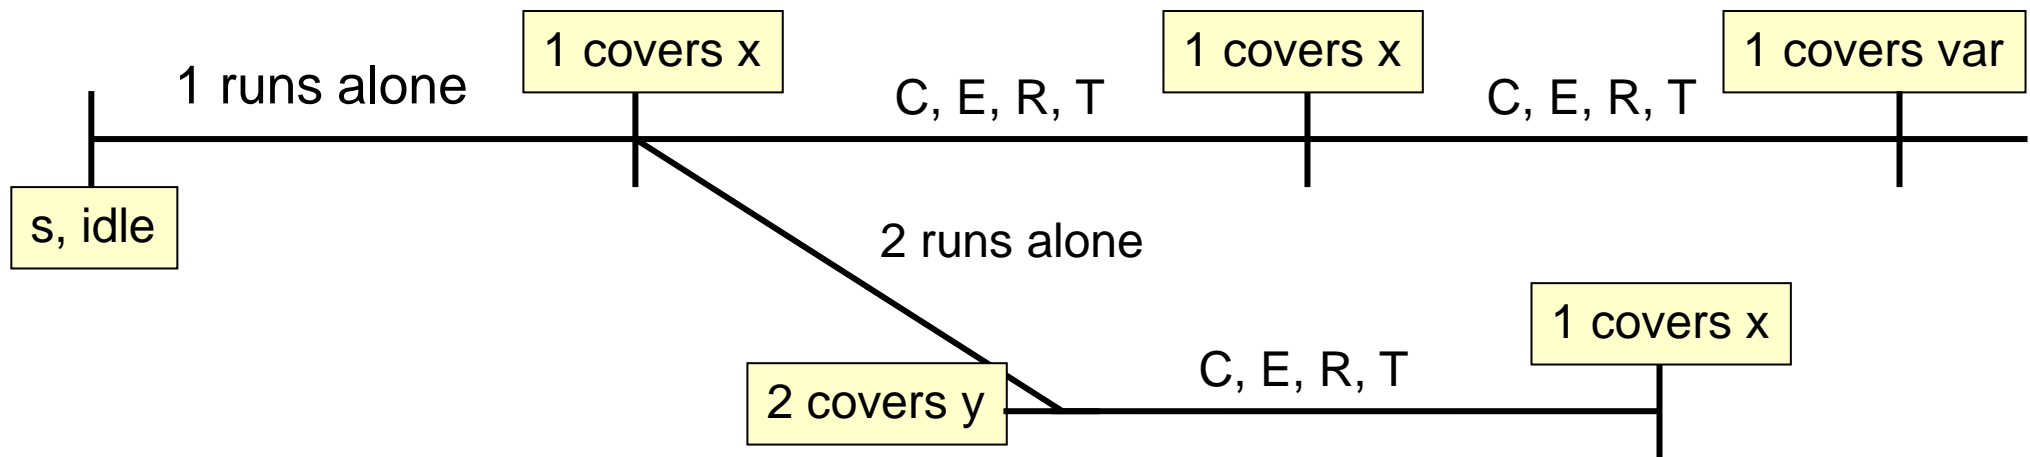 1 covers x
1 covers x
1 covers var
1 runs alone
C, E, R, T
C, E, R, T
s, idle
2 runs alone
1 covers x
C, E, R, T
2 covers y